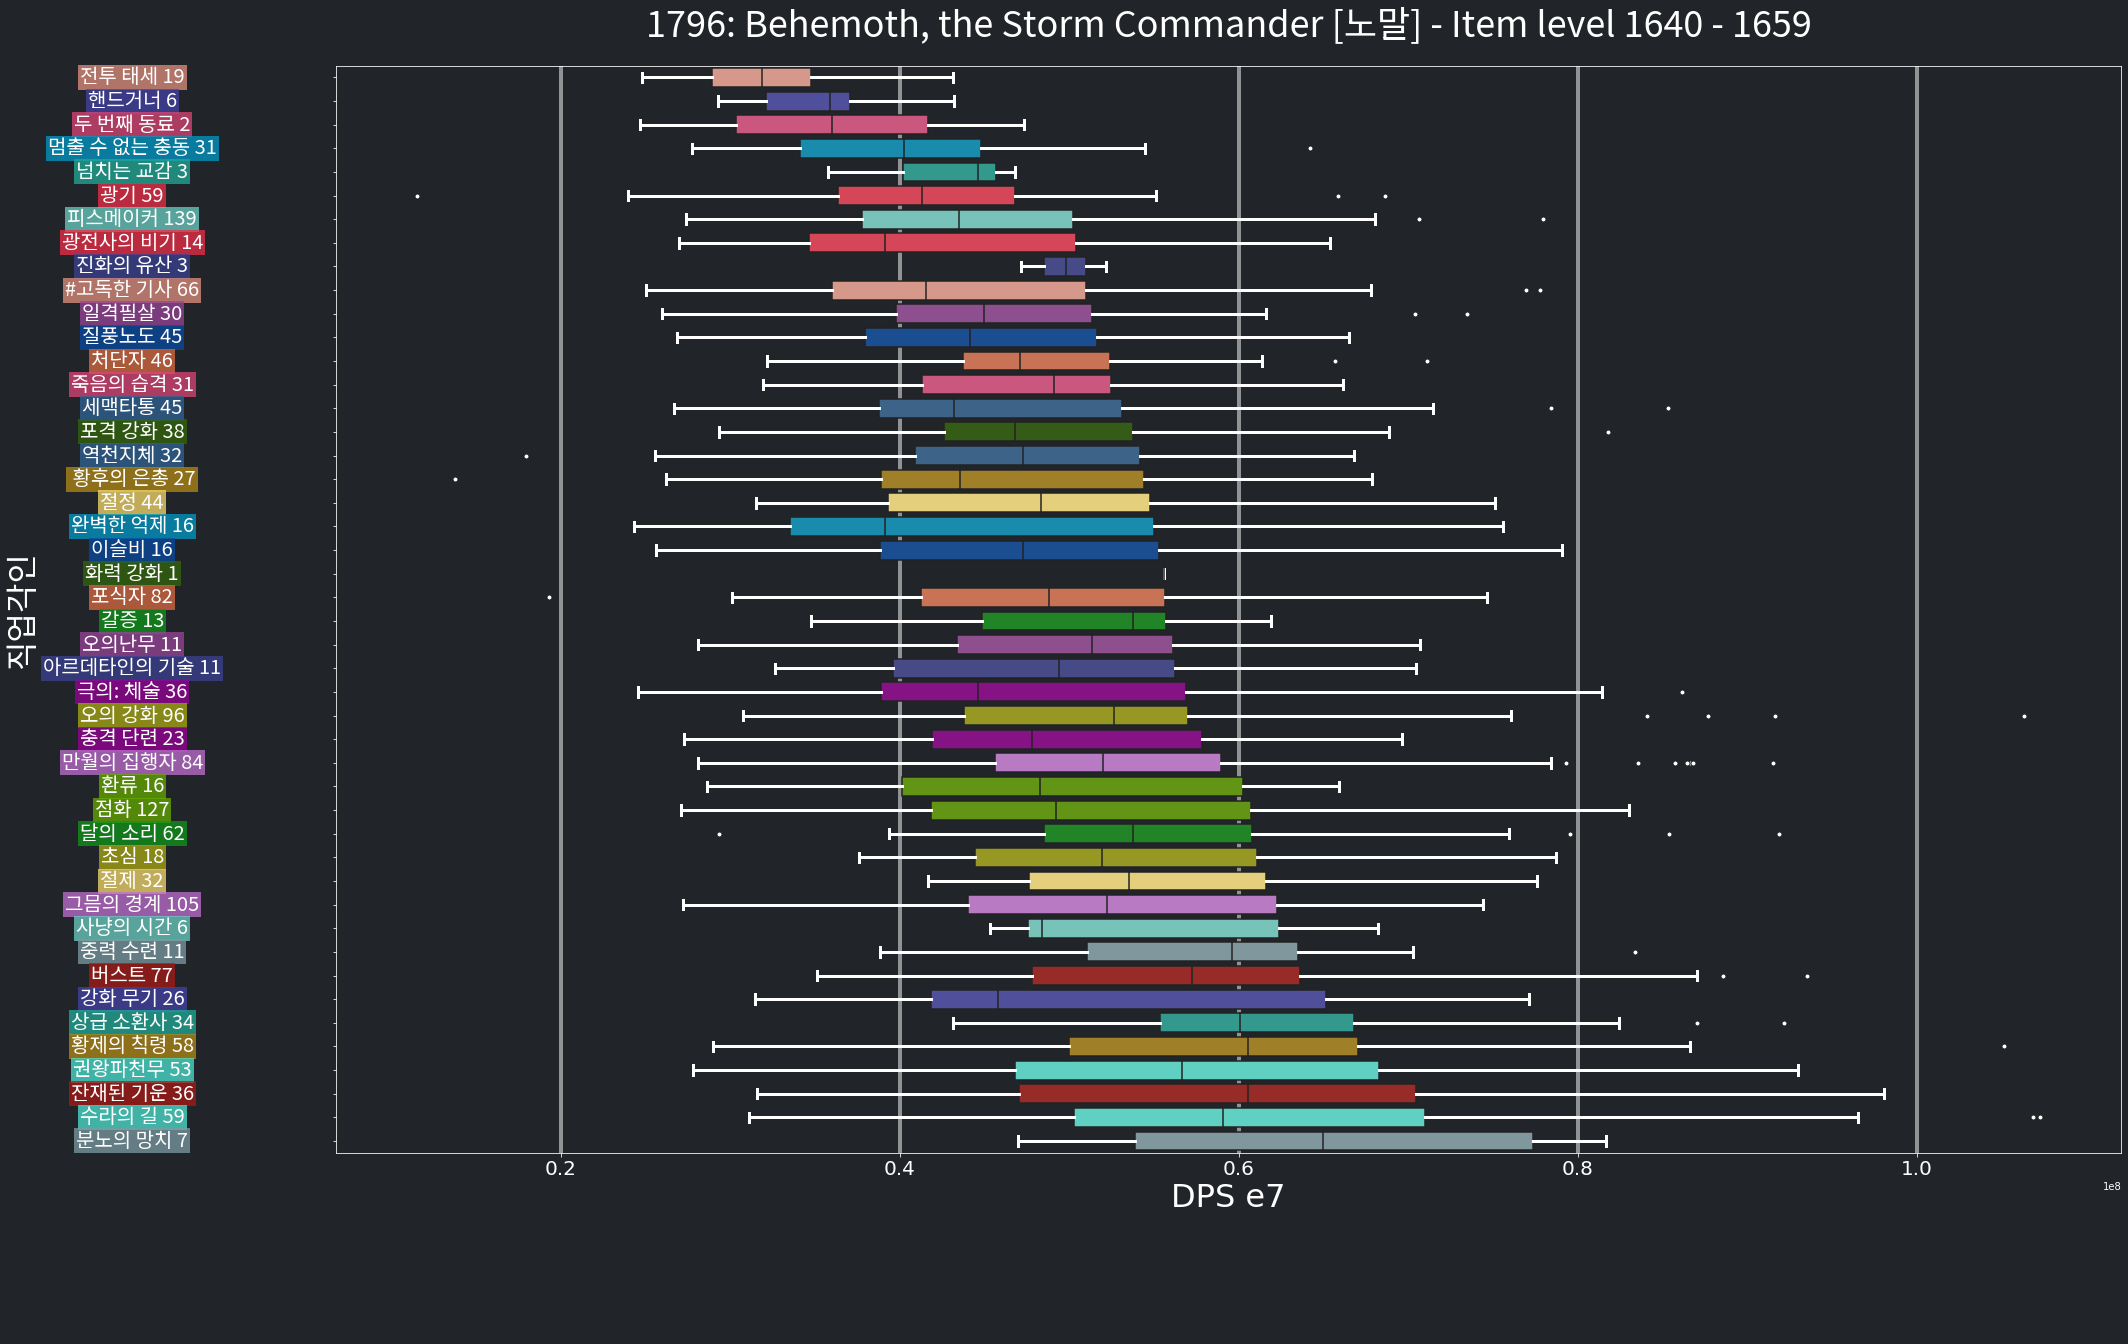 1796: Behemoth, the Storm Commander [노말] - Item level 1640 - 1659
직업각인
전투 태세 19
핸드거너 6
두 번째 동료 2
멈출 수 없는 충동 31
넘치는 교감 3
광기 59
피스메이커 139
광전사의 비기 14
진화의 유산 3
#고독한 기사 66
일격필살 30
질풍노도 45
처단자 46
죽음의 습격 31
세맥타통 45
포격 강화 38
역천지체 32
황후의 은총 27
절정 44
완벽한 억제 16
이슬비 16
화력 강화 1
포식자 82
갈증 13
오의난무 11
아르데타인의 기술 11
극의: 체술 36
오의 강화 96
충격 단련 23
만월의 집행자 84
환류 16
점화 127
달의 소리 62
초심 18
절제 32
그믐의 경계 105
사냥의 시간 6
중력 수련 11
버스트 77
강화 무기 26
상급 소환사 34
황제의 칙령 58
권왕파천무 53
잔재된 기운 36
수라의 길 59
분노의 망치 7
0.2 0.4 0.6 0.8 1.0
DPS e7
1e8